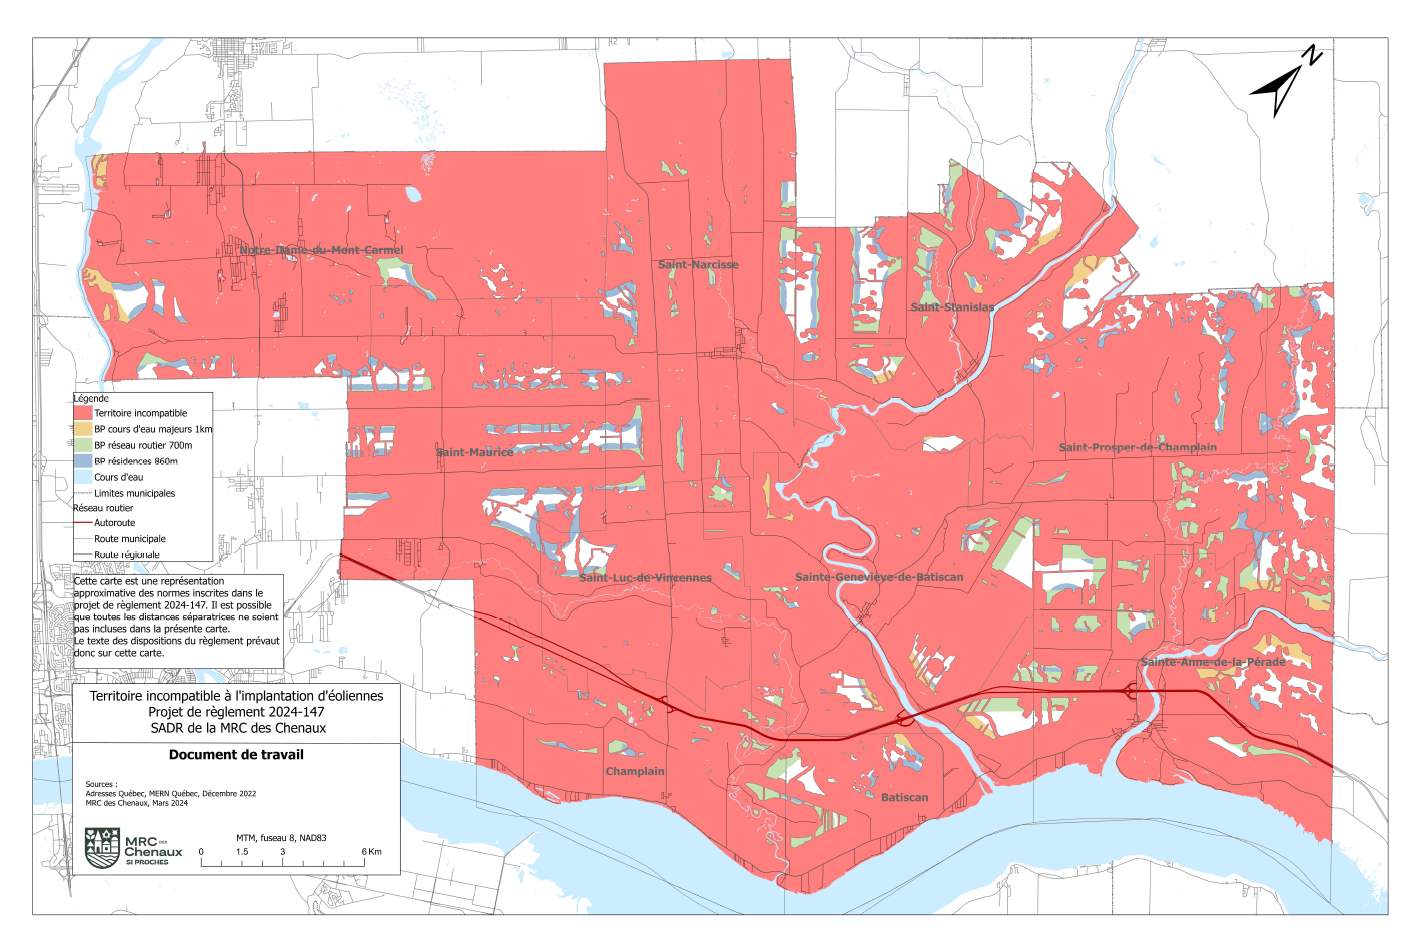 N
Notre-Dame-du-Mont-Carmel
Saint-Narcisse
Saint-Stanislas
Saint-Maurice
Saint-Prosper-de-Champlain
Saint-Luc-de-Vincennes
Sainte-Geneviève-de-Batiscan
Sainte-Anne-de-la-Pérade
Champlain
Batiscan
Légende
Territoire incompatible
BP cours d'eau majeurs 1km
BP réseau routier 700m
BP résidences 860m
Cours d'eau
Limites municipales
Réseau routier
Autoroute
Route municipale
Route régionale
Cette carte est une représentation
approximative des normes inscrites dans le
projet de règlement 2024-147. Il est possible
que toutes les distances séparatrices ne soient
pas incluses dans la présente carte.
Le texte des dispositions du règlement prévaut
donc sur cette carte.
Territoire incompatible à l'implantation d'éoliennes
Projet de règlement 2024-147
SADR de la MRC des Chenaux
Document de travail
Sources :
Adresses Québec, MERN Québec, Décembre 2022
MRC des Chenaux, Mars 2024
MRC DES
Chenaux
SI PROCHES
MTM, fuseau 8, NAD83
0 1.5 3 6 Km